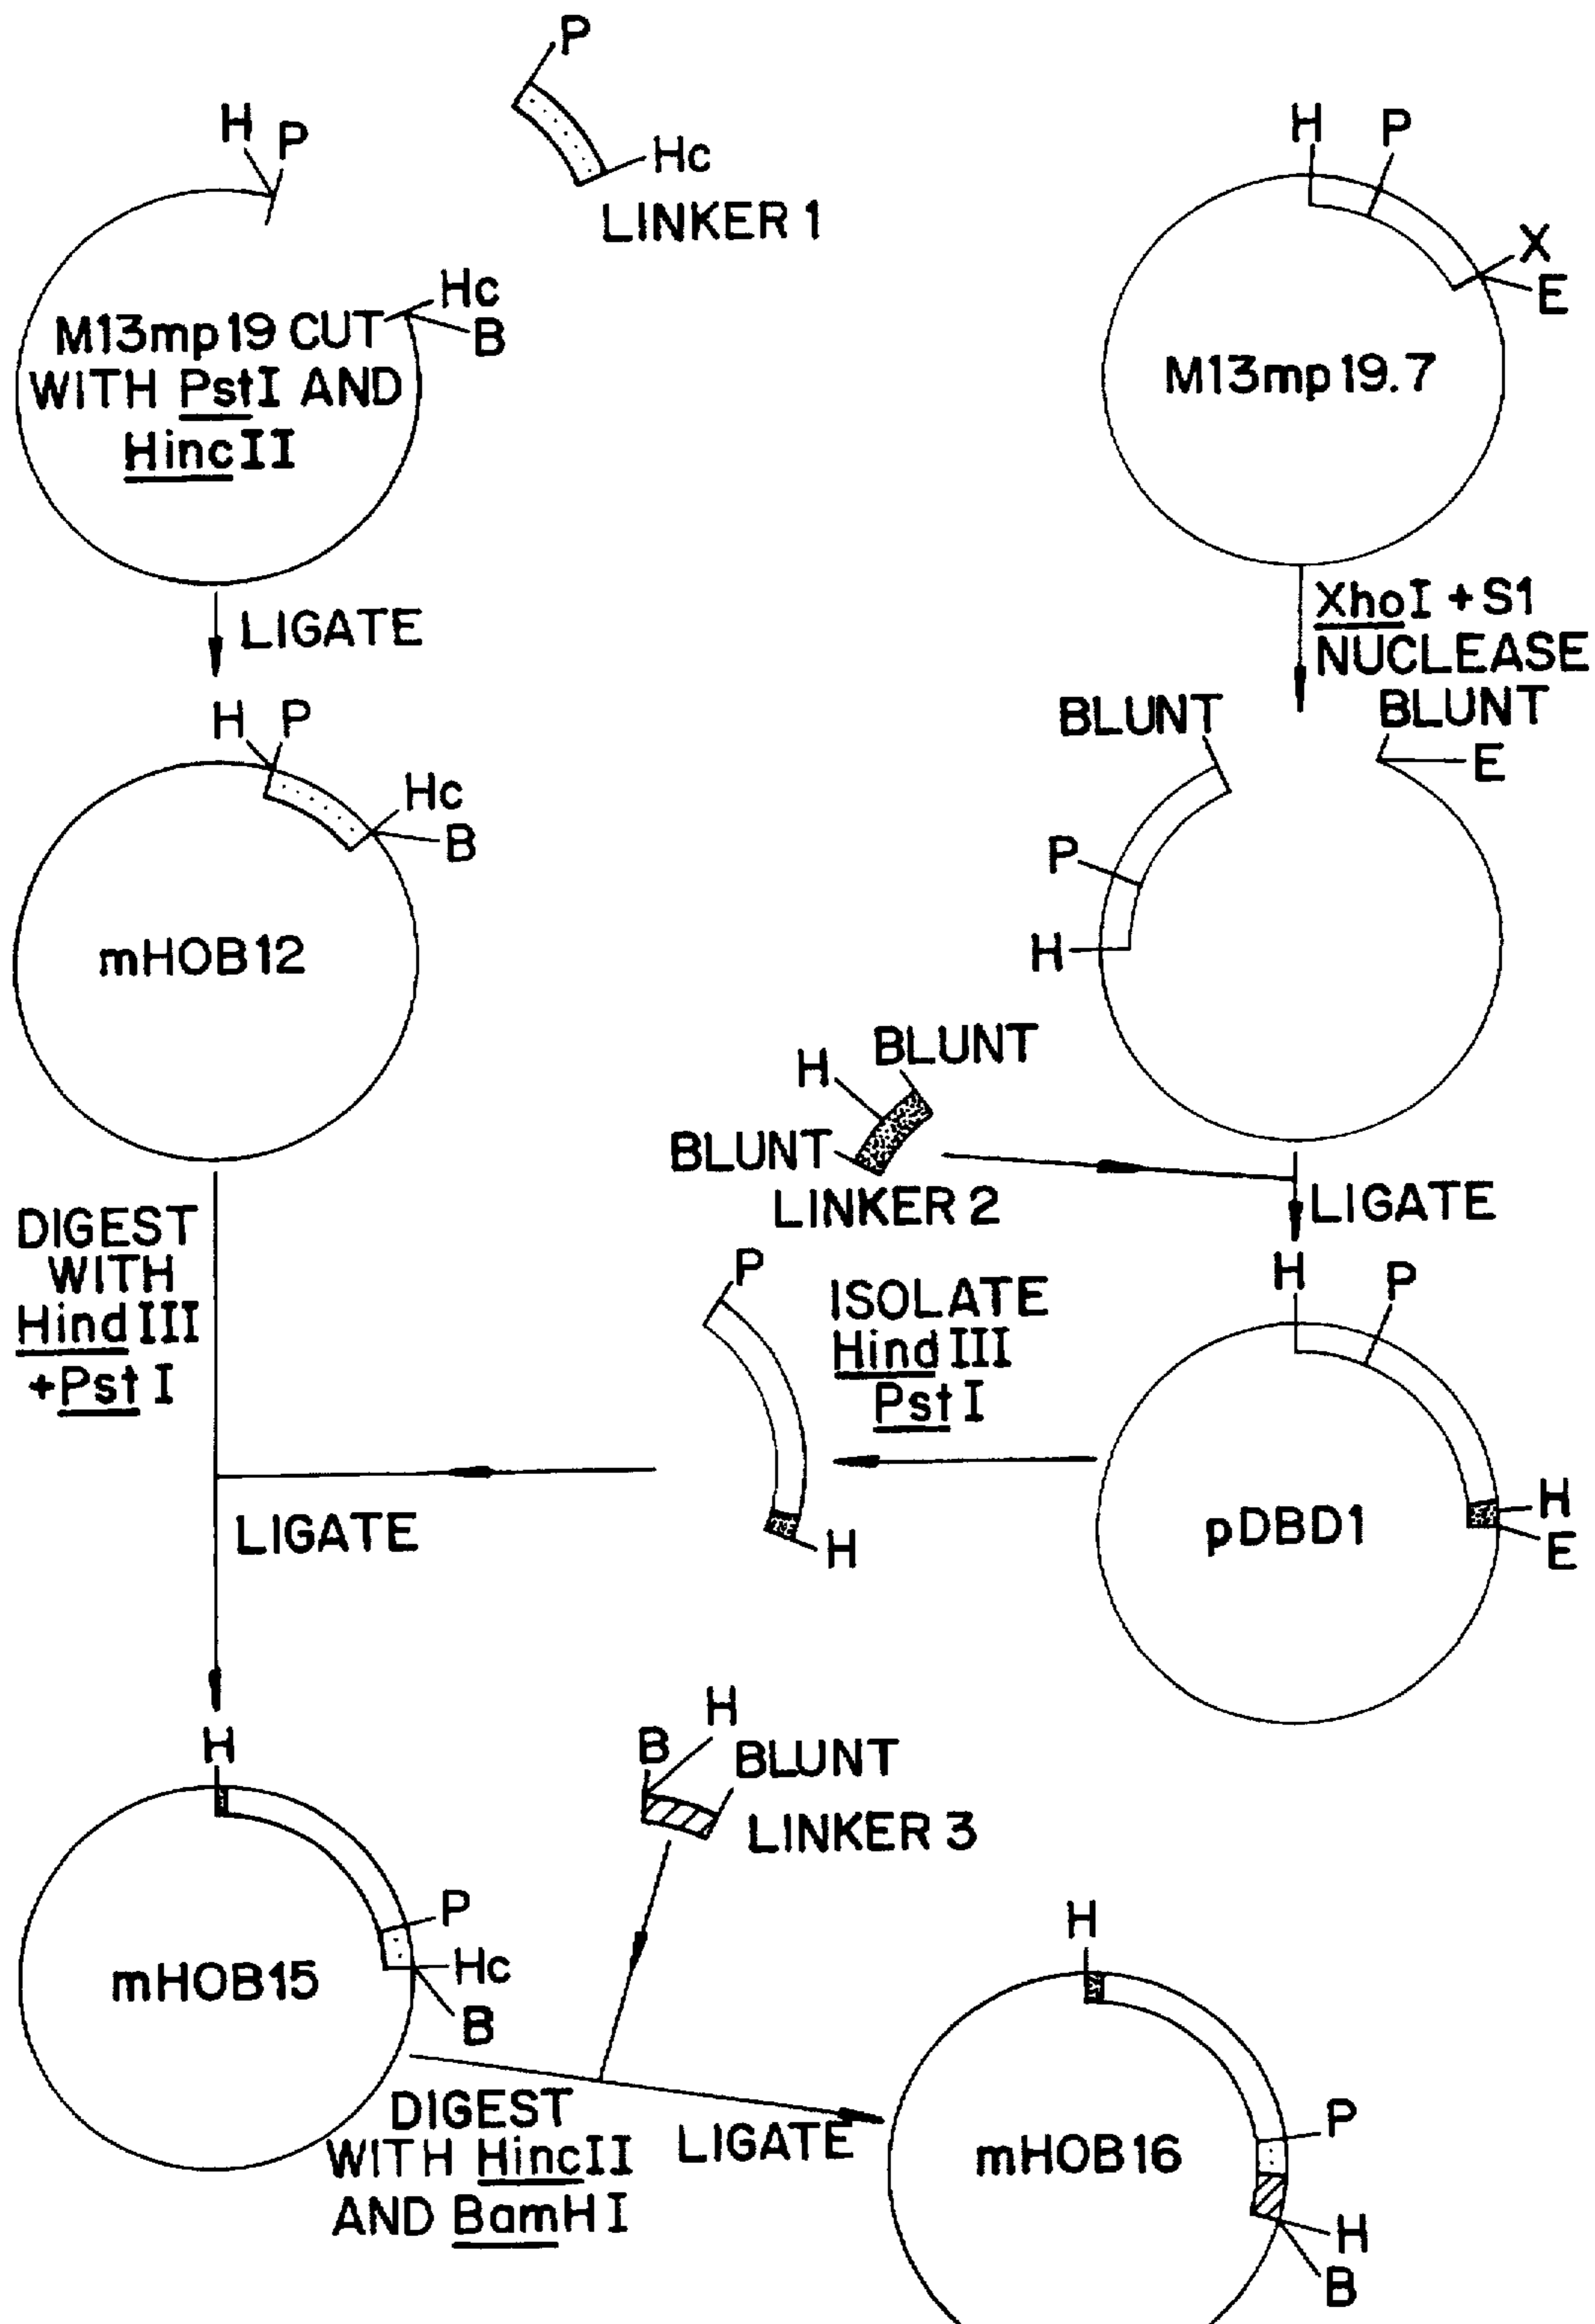 P
H P
Hc
LINKER 1
Hc
B
M13mp19 CUT
WITH PstI AND
HincII
H P
X
E
M13mp19.7
LIGATE
XhoI + S1
NUCLEASE
H P
Hc
B
mHOB12
BLUNT
BLUNT
E
P
H
H BLUNT
BLUNT
LINKER 2
LIGATE
DIGEST
WITH
HindIII
+PstI
P
ISOLATE
HindIII
PstI
H
H P
H
E
pDBD1
LIGATE
H
P
Hc
B
mHOB15
H
B
BLUNT
LINKER 3
DIGEST
WITH HincII
AND BamHI
LIGATE
H
P
mHOB16
H
B